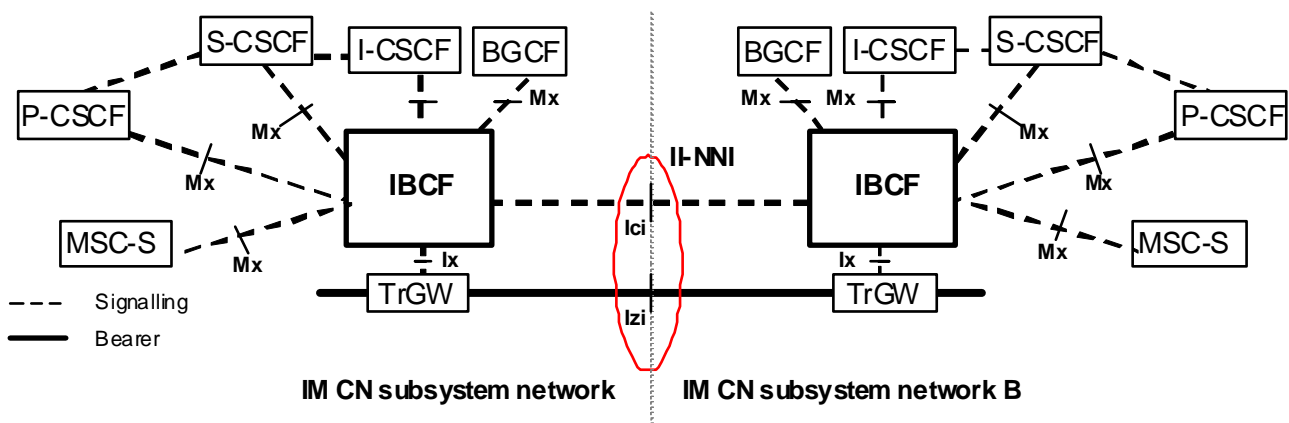 S-CSCF
I-CSCF
BGCF
BGCF
I-CSCF
S-CSCF
P-CSCF
Mx
Mx
Mx
Mx
Mx
P-CSCF
IBCF
II-NNI
IBCF
Mx
Mx
MSC-S
Mx
Ici
Mx
MSC-S
Ix
Ix
TrGW
TrGW
Signalling
Izi
Bearer
IM CN subsystem network
IM CN subsystem network B